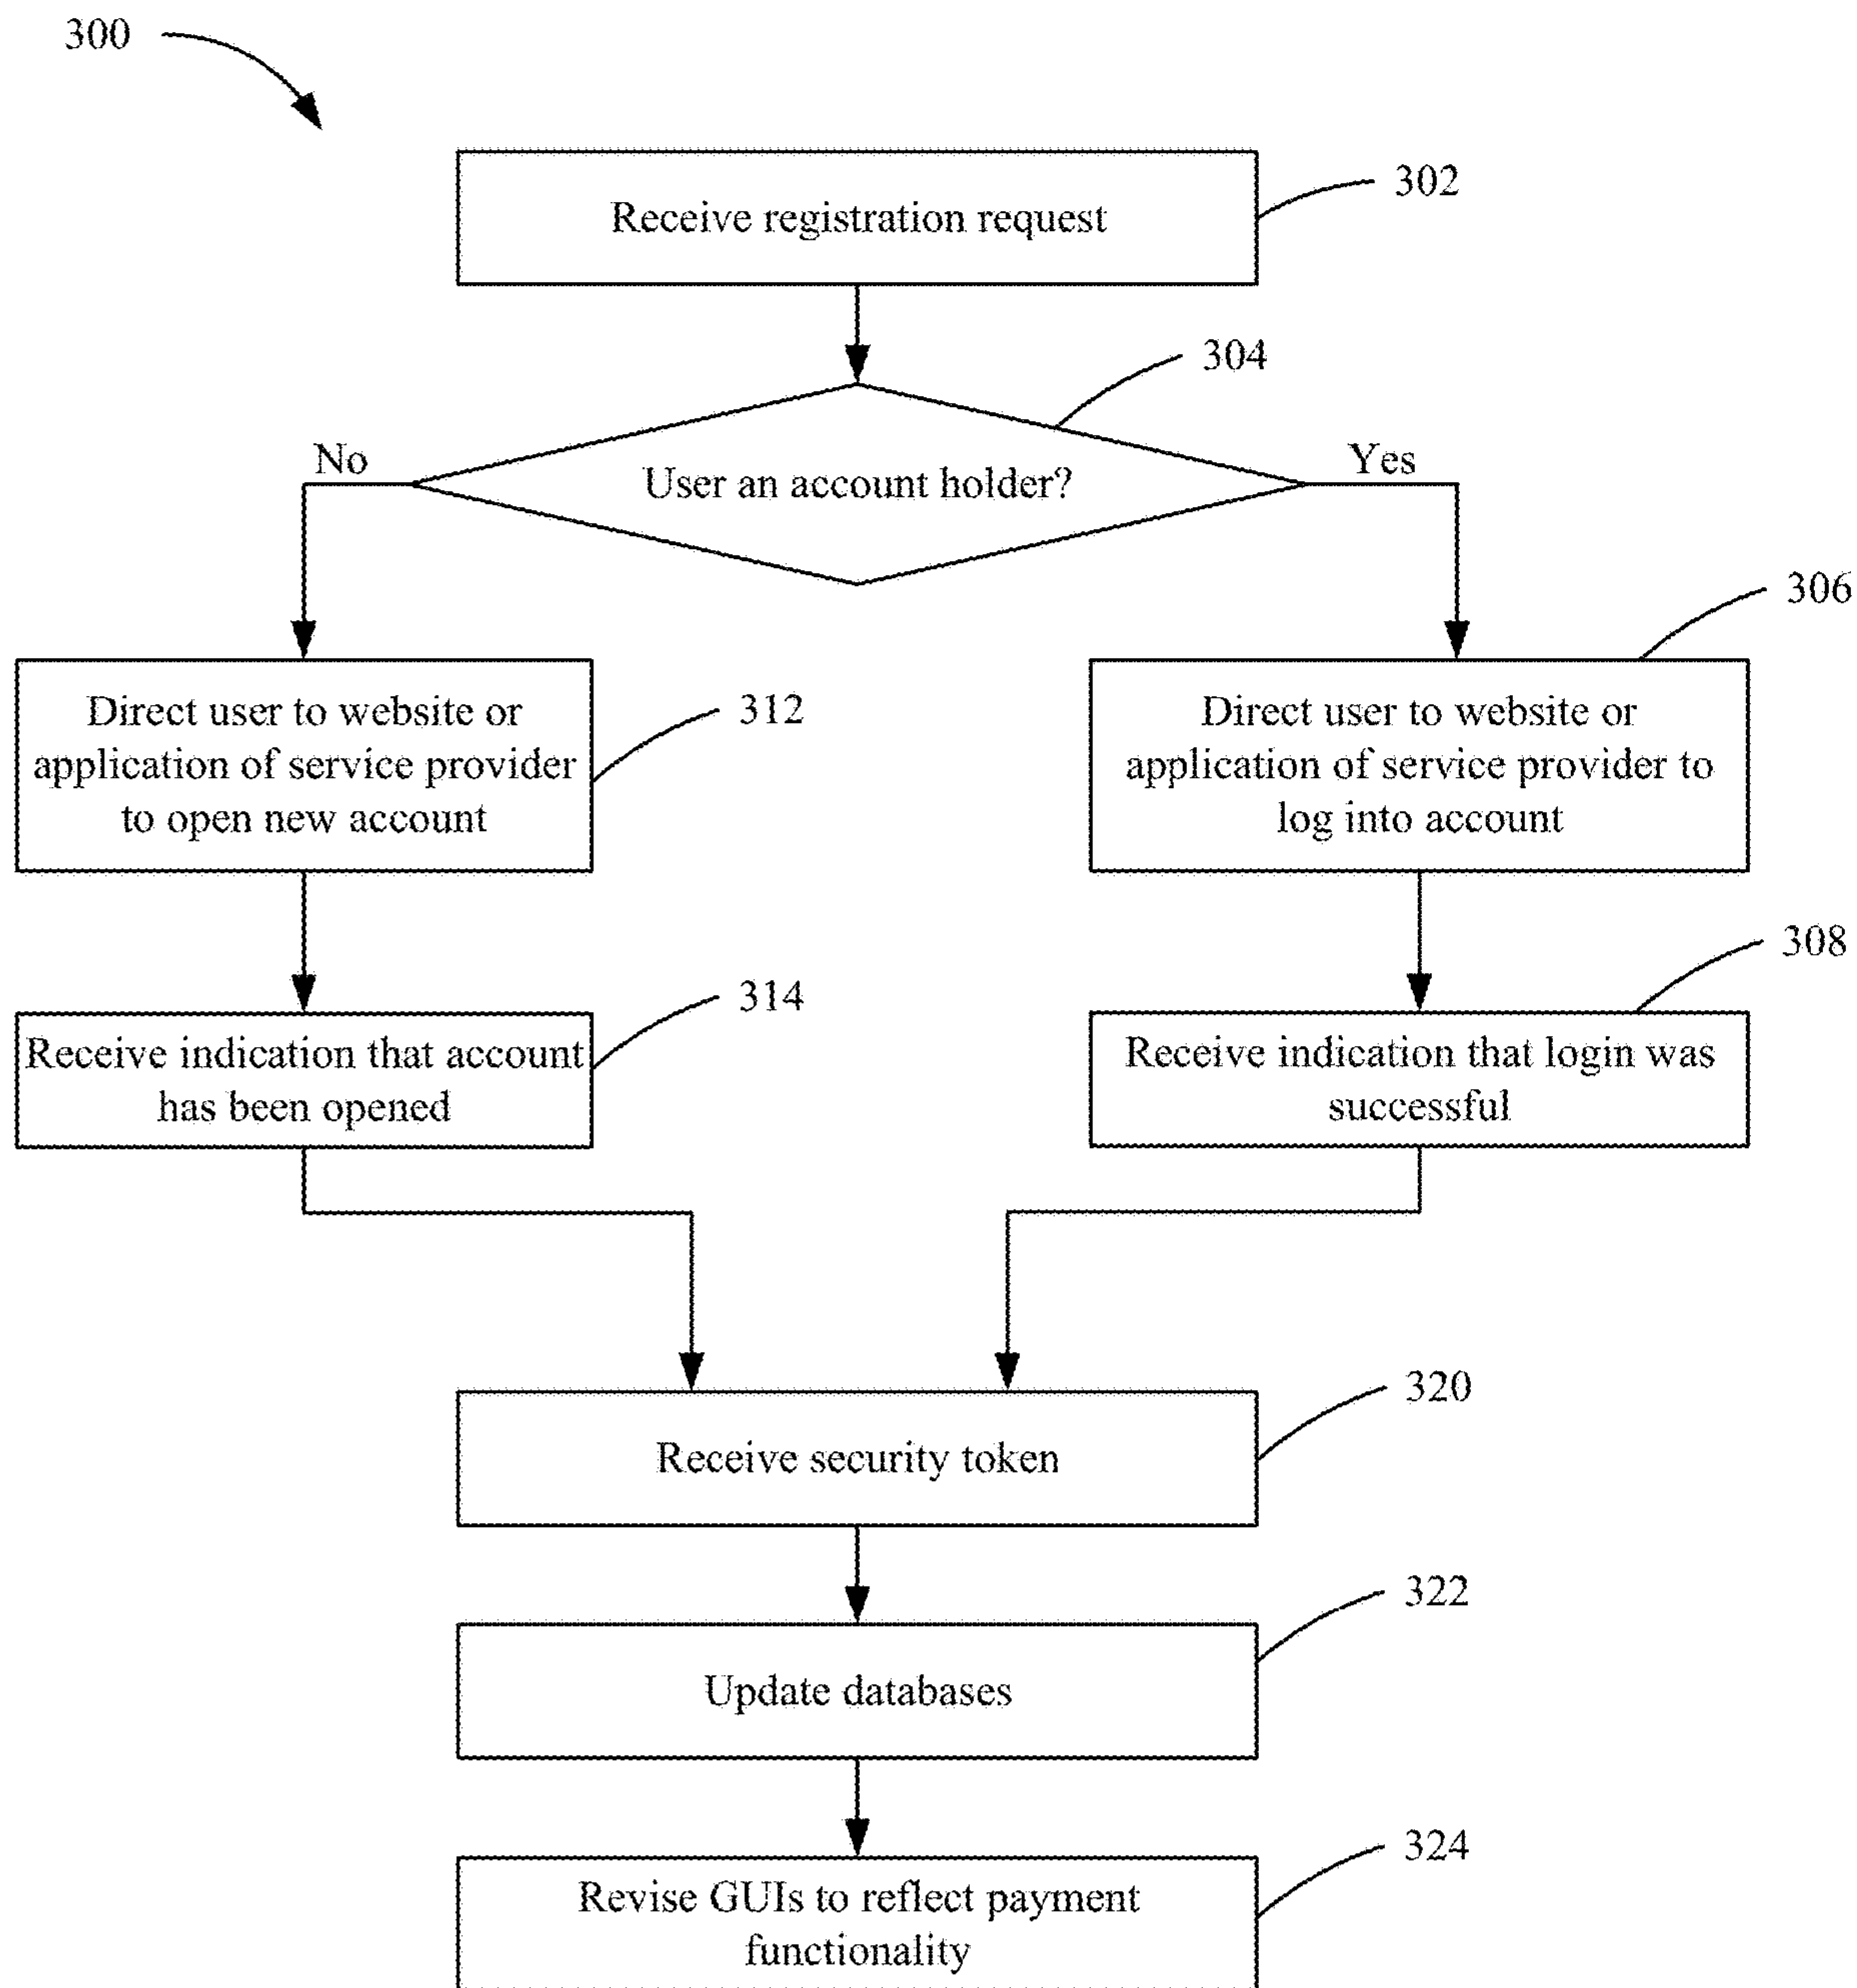 300
Receive registration request
302
304
User an account holder?
No
Yes
306
Direct user to website or
application of service provider
to open new account
312
Direct user to website or
application of service provider to
log into account
308
Receive indication that account
has been opened
314
Receive indication that login was
successful
Receive security token
320
Update databases
322
Revise GUIs to reflect payment
functionality
324